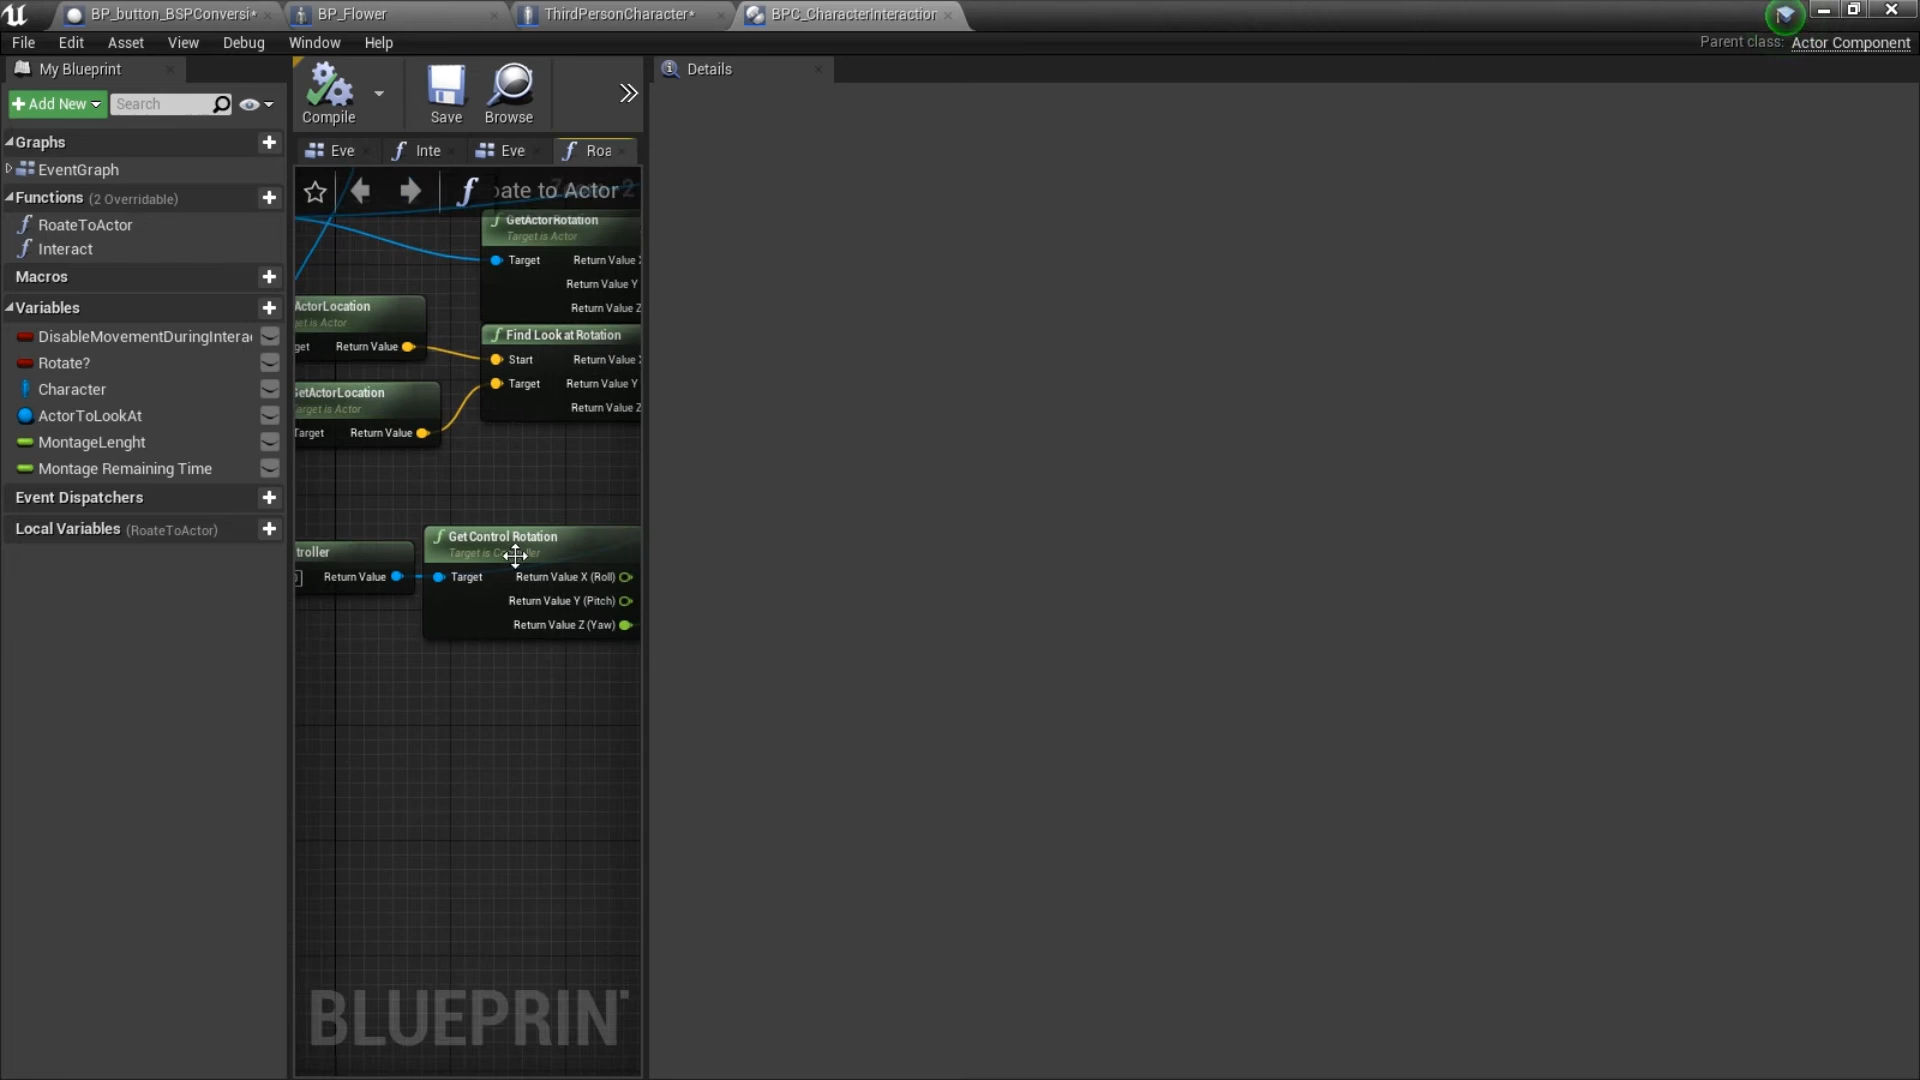 BP_button_BSPConversi*
BP_Flower
ThirdPersonCharacter*
BPC_CharacterInteraction
File
Edit
Asset
View
Debug
Window
Help
Parent class: Actor Component
My Blueprint
Details
Add New
Search
Compile
Save
Browse
Graphs
Eve
Inte
Eve
Roa
EventGraph
oate to Actor
Functions (2 Overridable)
RoateToActor
Interact
Macros
Variables
DisableMovementDuringIntera
Rotate?
Character
ActorToLookAt
MontageLenght
Montage Remaining Time
Event Dispatchers
Local Variables (RoateToActor)
GetActorRotation
Target is Actor
Target
Return Value
Return Value Y
Return Value Z
ActorLocation
get is Actor
get
Return Value
Find Look at Rotation
Start
Return Value
Target
Return Value Y
Return Value Z
GetActorLocation
Target is Actor
Target
Return Value
troller
Return Value
Get Control Rotation
Target
Return Value X (Roll)
Return Value Y (Pitch)
Return Value Z (Yaw)
BLUEPRIN